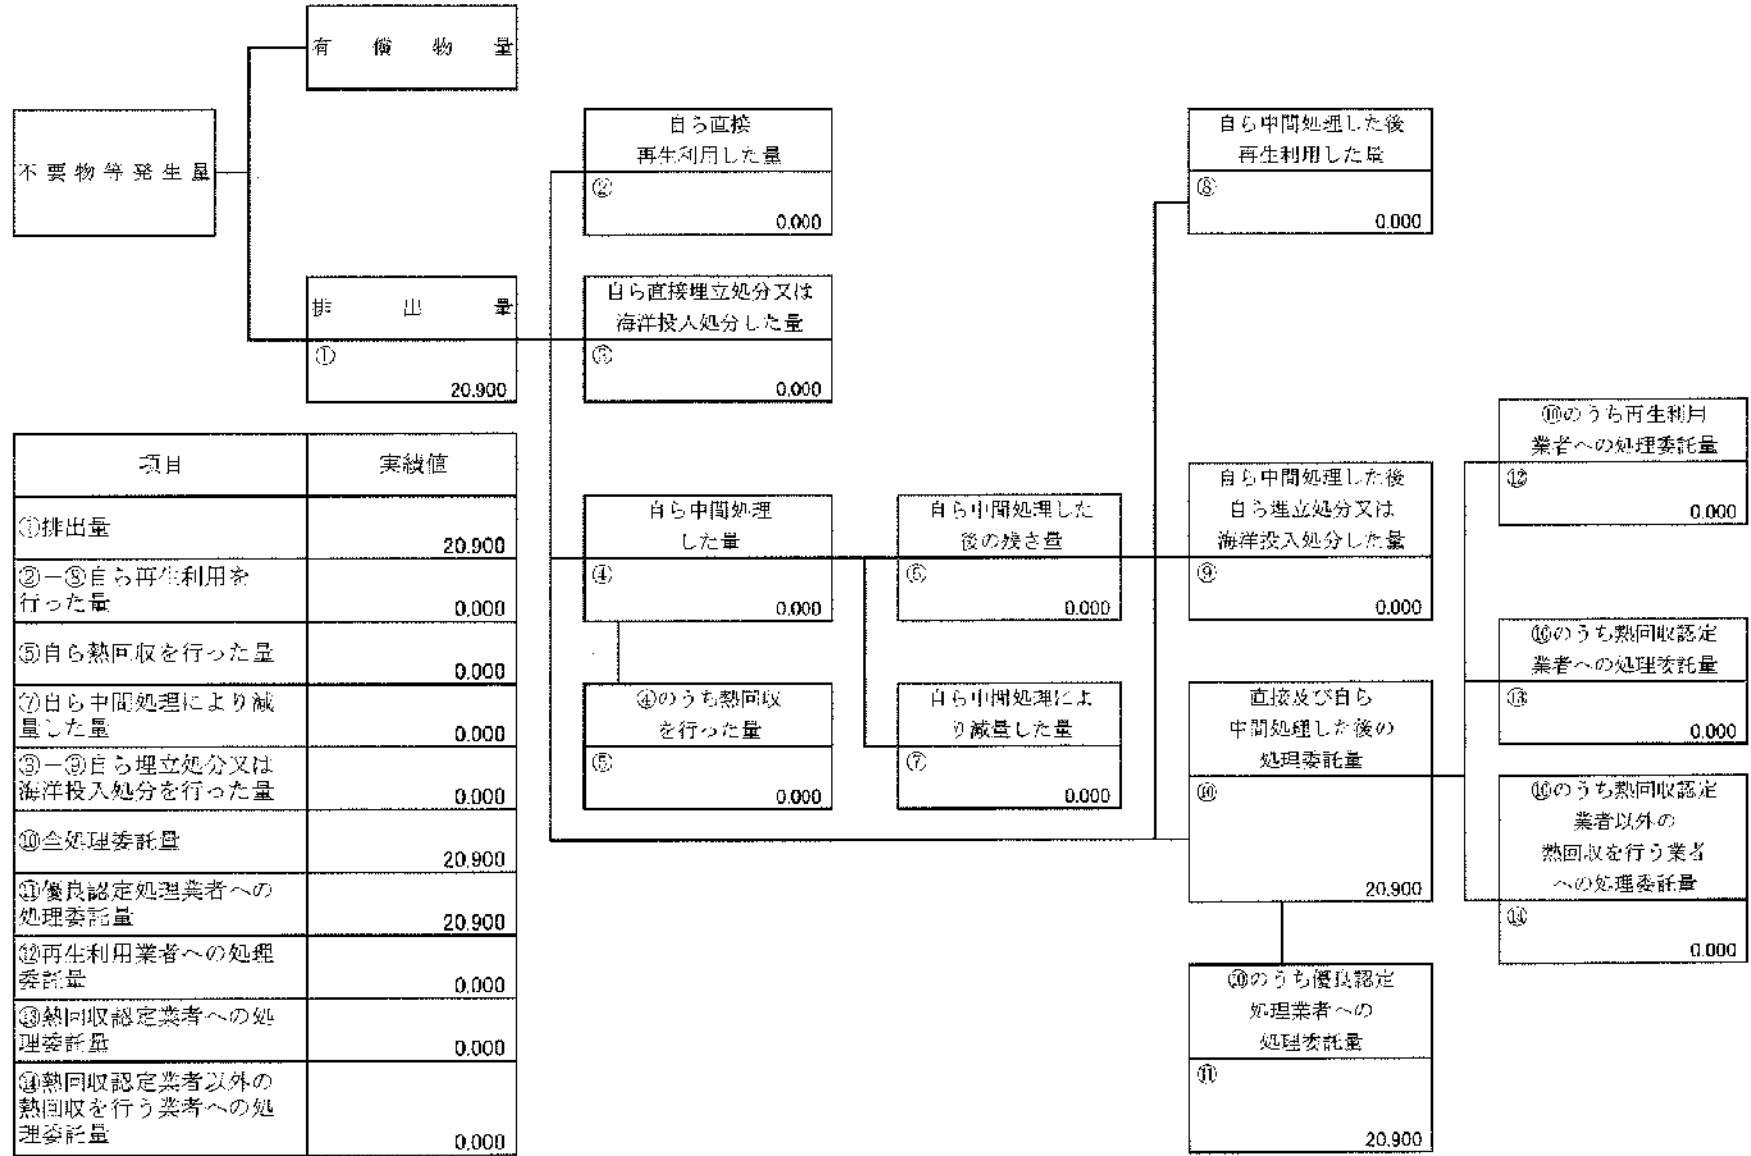 有償物量
不要物等発生量
排出量
①
20.900
自ら直接
再生利用した量
②
0.000
自ら直接埋立処分又は
海洋投入処分した量
③
0.000
自ら中間処理
した量
④
0.000
④のうち熱回収
を行った量
⑤
0.000
自ら中間処理した
後の残さ量
⑥
0.000
自ら中間処理によ
り減量した量
⑦
0.000
自ら中間処理した後
再生利用した量
⑧
0.000
自ら中間処理した後
自ら埋立処分又は
海洋投入処分した量
⑨
0.000
直接及び自ら
中間処理した後の
処理委託量
⑩
20.900
⑩のうち優良認定
処理業者への
処理委託量
⑪
20.900
⑩のうち再生利用
業者への処理委託量
⑫
0.000
⑩のうち熱回収認定
業者への処理委託量
⑬
0.000
⑩のうち熱回収認定
業者以外の
熱回収を行う業者
への処理委託量
⑭
0.000
項目 実績値
①排出量
20.900
②+⑧自ら再生利用を
行った量
0.000
⑤自ら熱回収を行った量
0.000
⑦自ら中間処理により減
量した量
0.000
③+⑨自ら埋立処分又は
海洋投入処分を行った量
0.000
⑩全処理委託量
20.900
⑪優良認定処理業者への
処理委託量
20.900
⑫再生利用業者への処理
委託量
0.000
⑬熱回収認定業者への処
理委託量
0.000
⑭熱回収認定業者以外の
熱回収を行う業者への処
理委託量
0.000